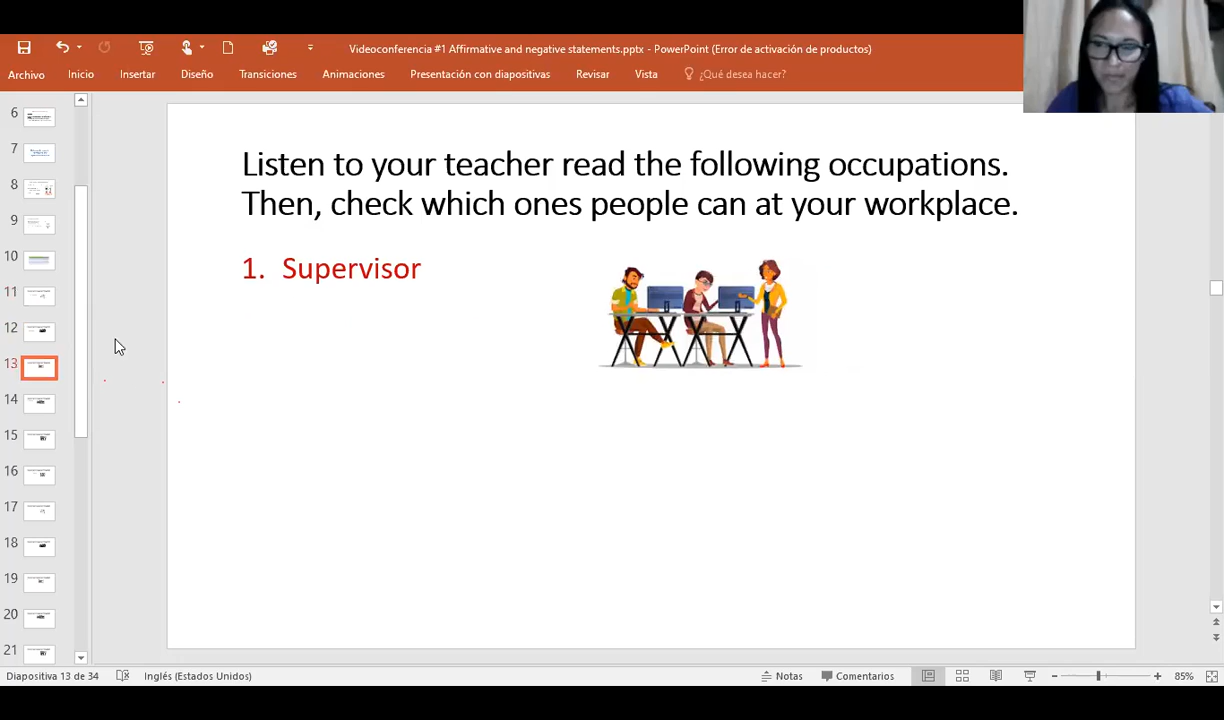 Videoconferencia #1 Affirmative and negative statements.pptx - PowerPoint (Error de activación de productos)
Archivo Inicio Insertar Diseño Transiciones Animaciones Presentación con diapositivas Revisar Vista ¿Qué desea hacer?
6
7
8
9
10
11
12
13
14
15
16
17
18
19
20
21
Listen to your teacher read the following occupations.
Then, check which ones people can at your workplace.
1. Supervisor
Diapositiva 13 de 34 Inglés (Estados Unidos) Notas Comentarios 85%